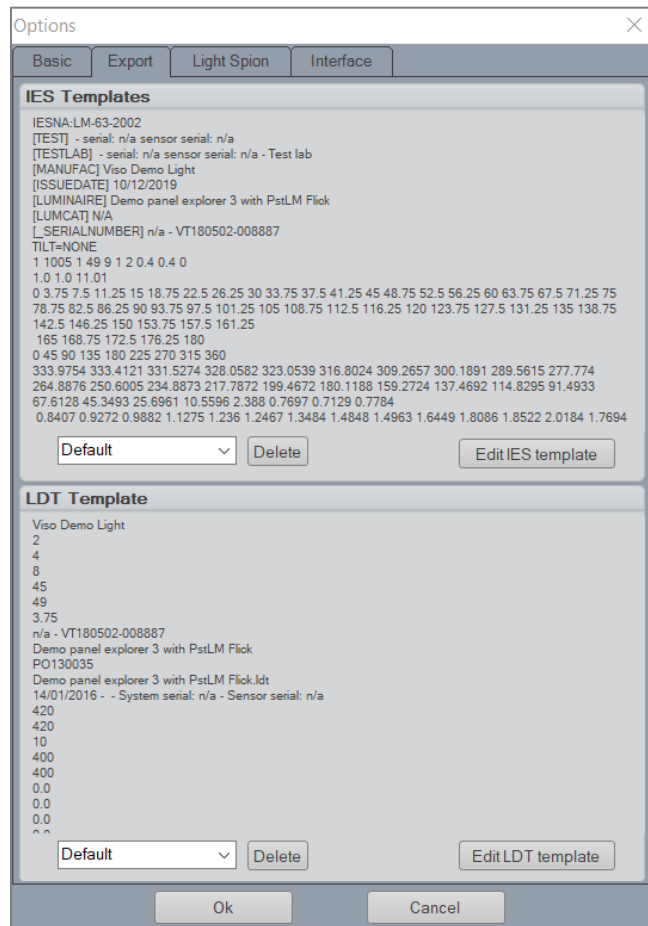 Options
Basic Export Light Spion Interface
IES Templates
IESNA:LM-63-2002
[TEST] - serial: n/a sensor serial: n/a
[TESTLAB] - serial: n/a sensor serial: n/a - Test lab
[MANUFAC] Viso Demo Light
[ISSUEDATE] 10/12/2019
[LUMINAIRE] Demo panel explorer 3 with PstLM Flick
[LUMCAT] N/A
[_SERIALNUMBER] n/a - VT180502-008887
TILT=NONE
1 1005 1 49 9 1 2 0.4 0.4 0
1.0 1.0 11.01
0 3.75 7.5 11.25 15 18.75 22.5 26.25 30 33.75 37.5 41.25 45 48.75 52.5 56.25 60 63.75 67.5 71.25 75
78.75 82.5 86.25 90 93.75 97.5 101.25 105 108.75 112.5 116.25 120 123.75 127.5 131.25 135 138.75
142.5 146.25 150 153.75 157.5 161.25
165 168.75 172.5 176.25 180
0 45 90 135 180 225 270 315 360
333.9754 333.4121 331.5274 328.0582 323.0539 316.8024 309.2657 300.1891 289.5615 277.774
264.8876 250.6005 234.8873 217.7872 199.4672 180.1188 159.2724 137.4692 114.8295 91.4933
67.6128 45.3493 25.6961 10.5596 2.388 0.7697 0.7129 0.7784
0.8407 0.9272 0.9882 1.1275 1.236 1.2467 1.3484 1.4848 1.4963 1.6449 1.8086 1.8522 2.0184 1.7694
Default Delete Edit IES template
LDT Template
Viso Demo Light
2
4
8
45
49
3.75
n/a - VT180502-008887
Demo panel explorer 3 with PstLM Flick
PO130035
Demo panel explorer 3 with PstLM Flick.ldt
14/01/2016 - - System serial: n/a - Sensor serial: n/a
420
420
10
400
400
0.0
0.0
0.0
Default Delete Edit LDT template
Ok Cancel